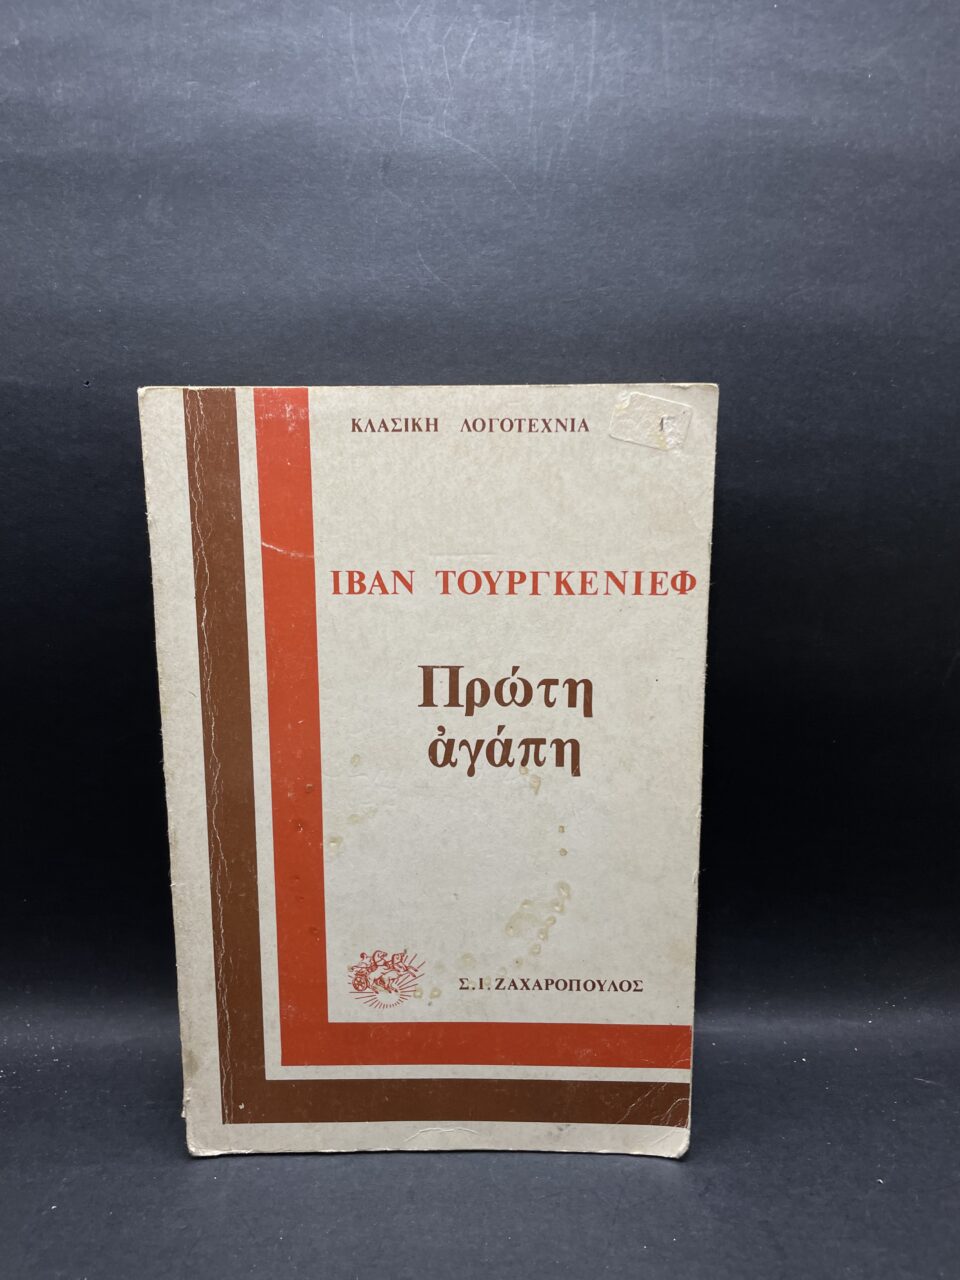 ΚΛΑΣΙΚΗ ΛΟΓΟΤΕΧΝΙΑ
ΙΒΑΝ ΤΟΥΡΓΚΕΝΙΕΦ
Πρώτη
ἀγάπη
Σ.Ι. ΖΑΧΑΡΟΠΟΥΛΟΣ